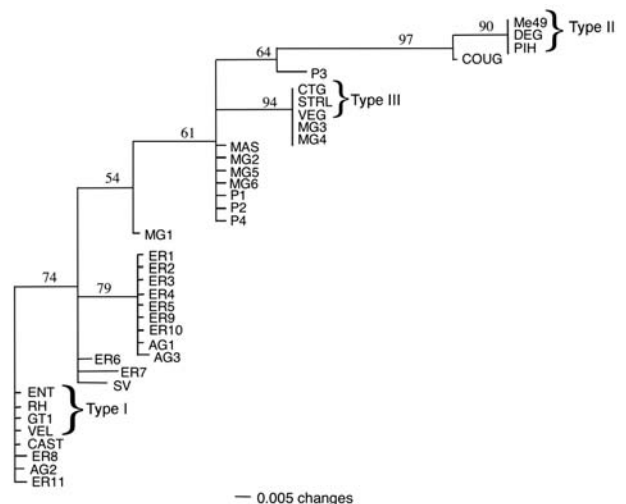 90
Me49
DEG
PIH
Type II
97
64
COUG
P3
CTG
STRL
VEG
Type III
94
MG3
MG4
61
MAS
MG2
MG5
MG6
P1
P2
P4
54
MG1
ER1
ER2
ER3
ER4
ER5
ER9
ER10
AG1
AG3
74
79
ER6
ER7
SV
ENT
RH
GT1
VEL
Type I
CAST
ER8
AG2
ER11
0.005 changes